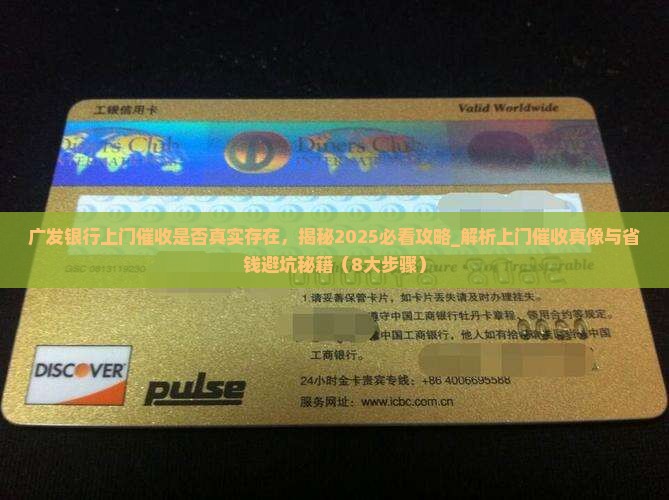 工银信用卡
Valid Worldwide
Diners Club
INTERNATIONAL
广发银行上门催收是否真实存在，揭秘2025必看攻略_解析上门催收真像与省
钱避坑秘籍（8大步骤）
1.请妥善保管卡片，如卡片丢失请及时办理挂失。
守中国工商银行牡丹卡章程、领用合约等规定。
中国工商银行，他人如有拾
中国
工商银行。
DISCOVER
pulse
24小时金卡贵宾专线：+86 4006695588
服务网址：www.icbc.com.cn